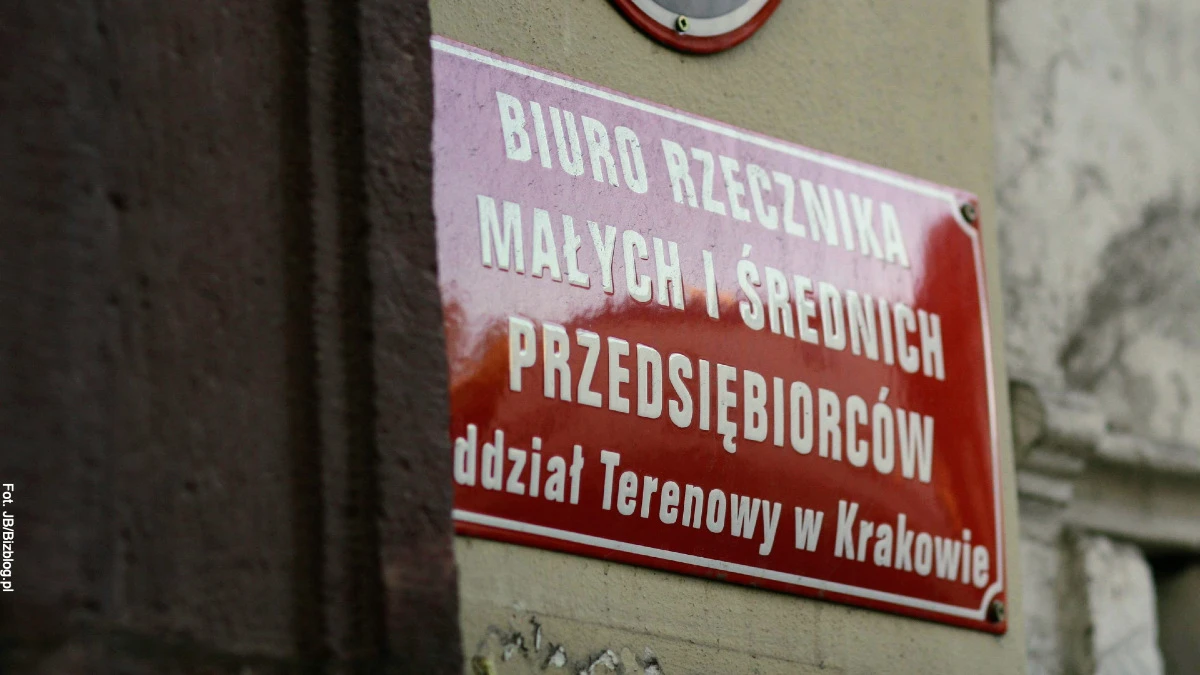 BIURO RZECZNIKA
MAŁYCH I ŚREDNICH
PRZEDSIĘBIORCÓW
ddział Terenowy w Krakowie
Fot. JB/Bizblog.pl